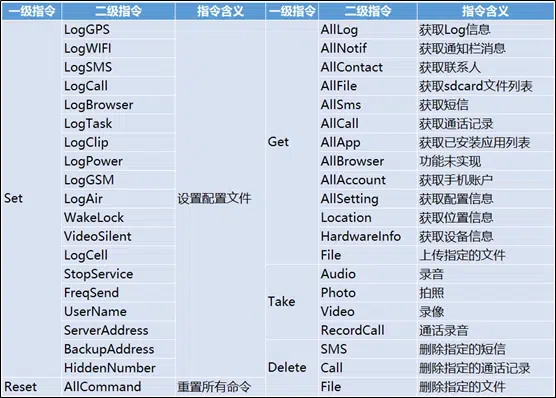 一级指令 二级指令 指令含义 一级指令 二级指令 指令含义
LogGPS AllLog 获取Log信息
LogWIFI AllNotif 获取通知栏消息
LogSMS AllContact 获取联系人
LogCall AllFile 获取sdcard文件列表
LogBrowser AllSms 获取短信
LogTask AllCall 获取通话记录
LogClip Get AllApp 获取已安装应用列表
LogPower AllBrowser 功能未实现
LogGSM AllAccount 获取手机账户
Set LogAir 设置配置文件 AllSetting 获取配置信息
WakeLock Location 获取位置信息
VideoSilent HardwareInfo 获取设备信息
LogCell File 上传指定的文件
StopService Audio 录音
FreqSend Take Photo 拍照
UserName Video 录像
ServerAddress RecordCall 通话录音
BackupAddress SMS 删除指定的短信
HiddenNumber Delete Call 删除指定的通话记录
Reset AllCommand 重置所有命令 File 删除指定的文件